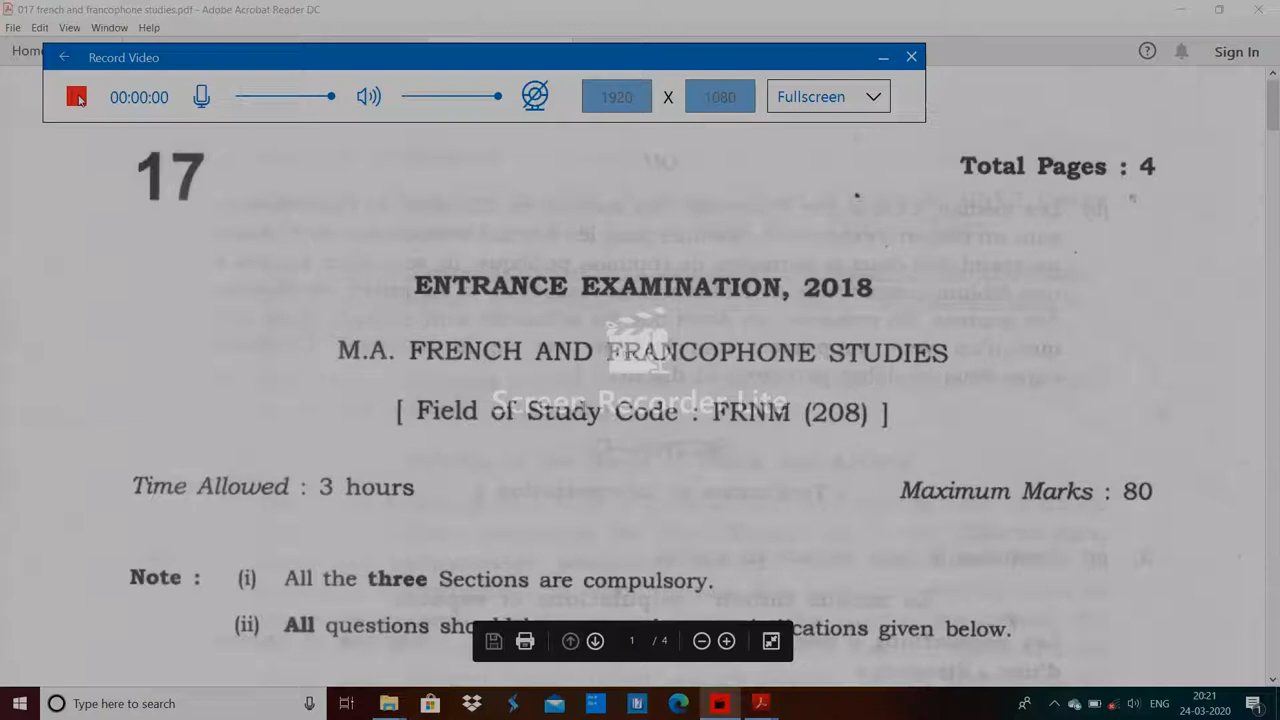 017 french and francophone studies.pdf - Adobe Acrobat Reader DC
File Edit View Window Help
Home
Sign In
Record Video
00:00:00
1920 X 1080 Fullscreen
17
Total Pages : 4
ENTRANCE EXAMINATION, 2018
M.A. FRENCH AND FRANCOPHONE STUDIES
Screen Recorder Lite
[ Field of Study Code : FRNM (208) ]
Time Allowed : 3 hours
Maximum Marks : 80
Note : (i) All the three Sections are compulsory.
(ii) All questions given below.
1 / 4
Type here to search
ENG
20:21
24-03-2020
1